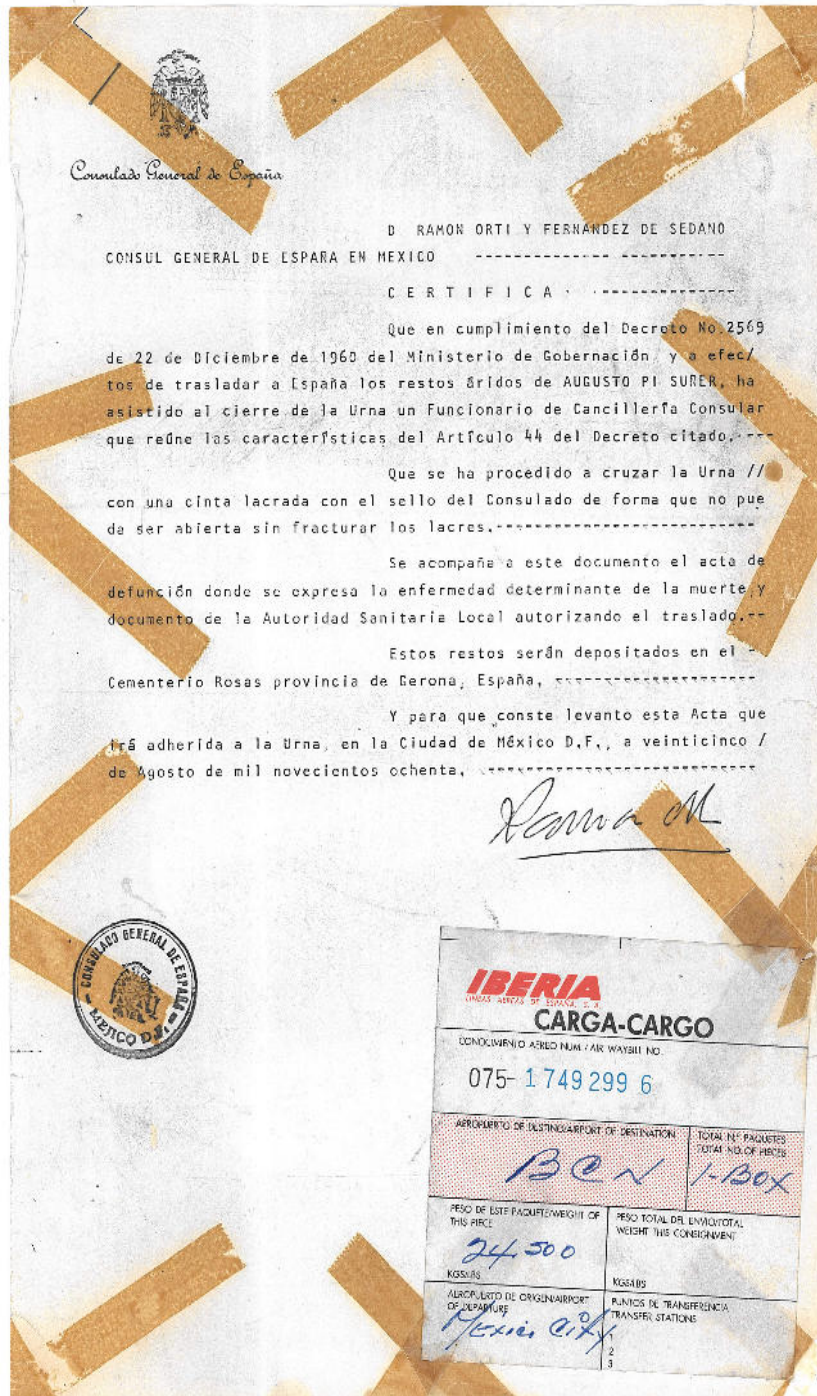 Consulado General de España
D RAMON ORTI Y FERNANDEZ DE SEDANO
CONSUL GENERAL DE ESPAÑA EN MEXICO ------------- ----------
C E R T I F I C A · --------------
Que en cumplimiento del Decreto No.2569
de 22 de Diciembre de 1960 del Ministerio de Gobernación, y a efec/
tos de trasladar a España los restos áridos de AUGUSTO PI SUÑER, ha
asistido al cierre de la Urna un Funcionario de Cancillería Consular
que reúne las características del Artículo 44 del Decreto citado.----
Que se ha procedido a cruzar la Urna //
con una cinta lacrada con el sello del Consulado de forma que no pue
da ser abierta sin fracturar los lacres.--------------------------
Se acompaña a este documento el acta de
defunción donde se expresa la enfermedad determinante de la muerte y
documento de la Autoridad Sanitaria Local autorizando el traslado.--
Estos restos serán depositados en el -
Cementerio Rosas provincia de Gerona, España, ---------------------
Y para que conste levanto esta Acta que
irá adherida a la Urna, en la Ciudad de México D.F., a veinticinco /
de Agosto de mil novecientos ochenta, ----------------------------
CONSULADO GENERAL DE ESPAÑA
MEJICO D.F.
IBERIA
LINEAS AEREAS DE ESPAÑA, S. A.
CARGA-CARGO
CONOCIMIENTO AEREO NUM / AIR WAYBILL NO.
075- 1 749 299 6
AEROPUERTO DE DESTINO/AIRPORT OF DESTINATION
BCN
TOTAL N.º PAQUETES
TOTAL NO. OF PIECES
1-BOX
PESO DE ESTE PAQUETE/WEIGHT OF
THIS PIECE
24,500
KGS/LBS
PESO TOTAL DEL ENVIO/TOTAL
WEIGHT THIS CONSIGNMENT
KGS/LBS
AEROPUERTO DE ORIGEN/AIRPORT
OF DEPARTURE
Mexico City
PUNTOS DE TRANSFERENCIA
TRANSFER STATIONS
1
2
3